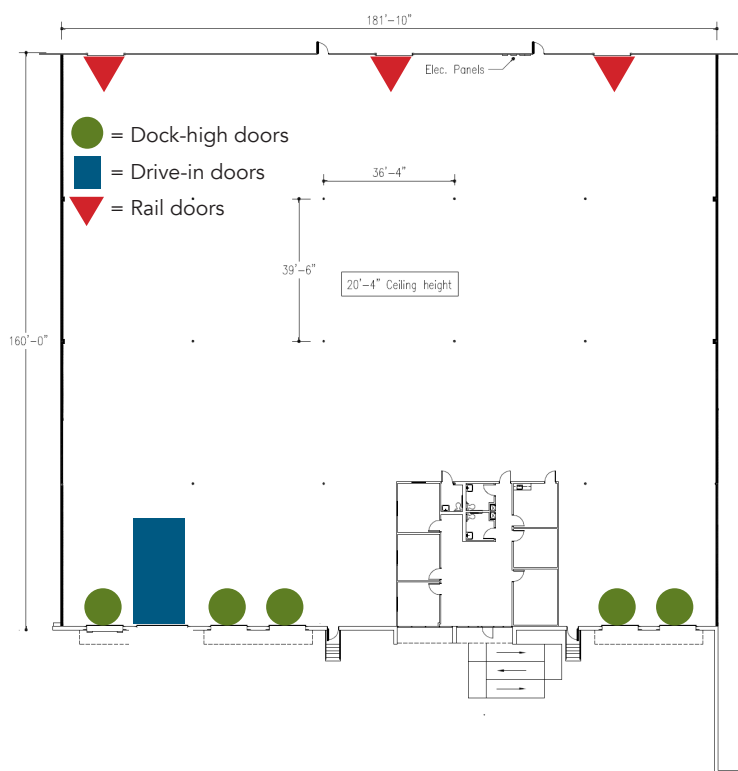 181'-10"
Elec. Panels
= Dock-high doors
= Drive-in doors
= Rail doors
36'-4"
39'-6"
20'-4" Ceiling height
160'-0"